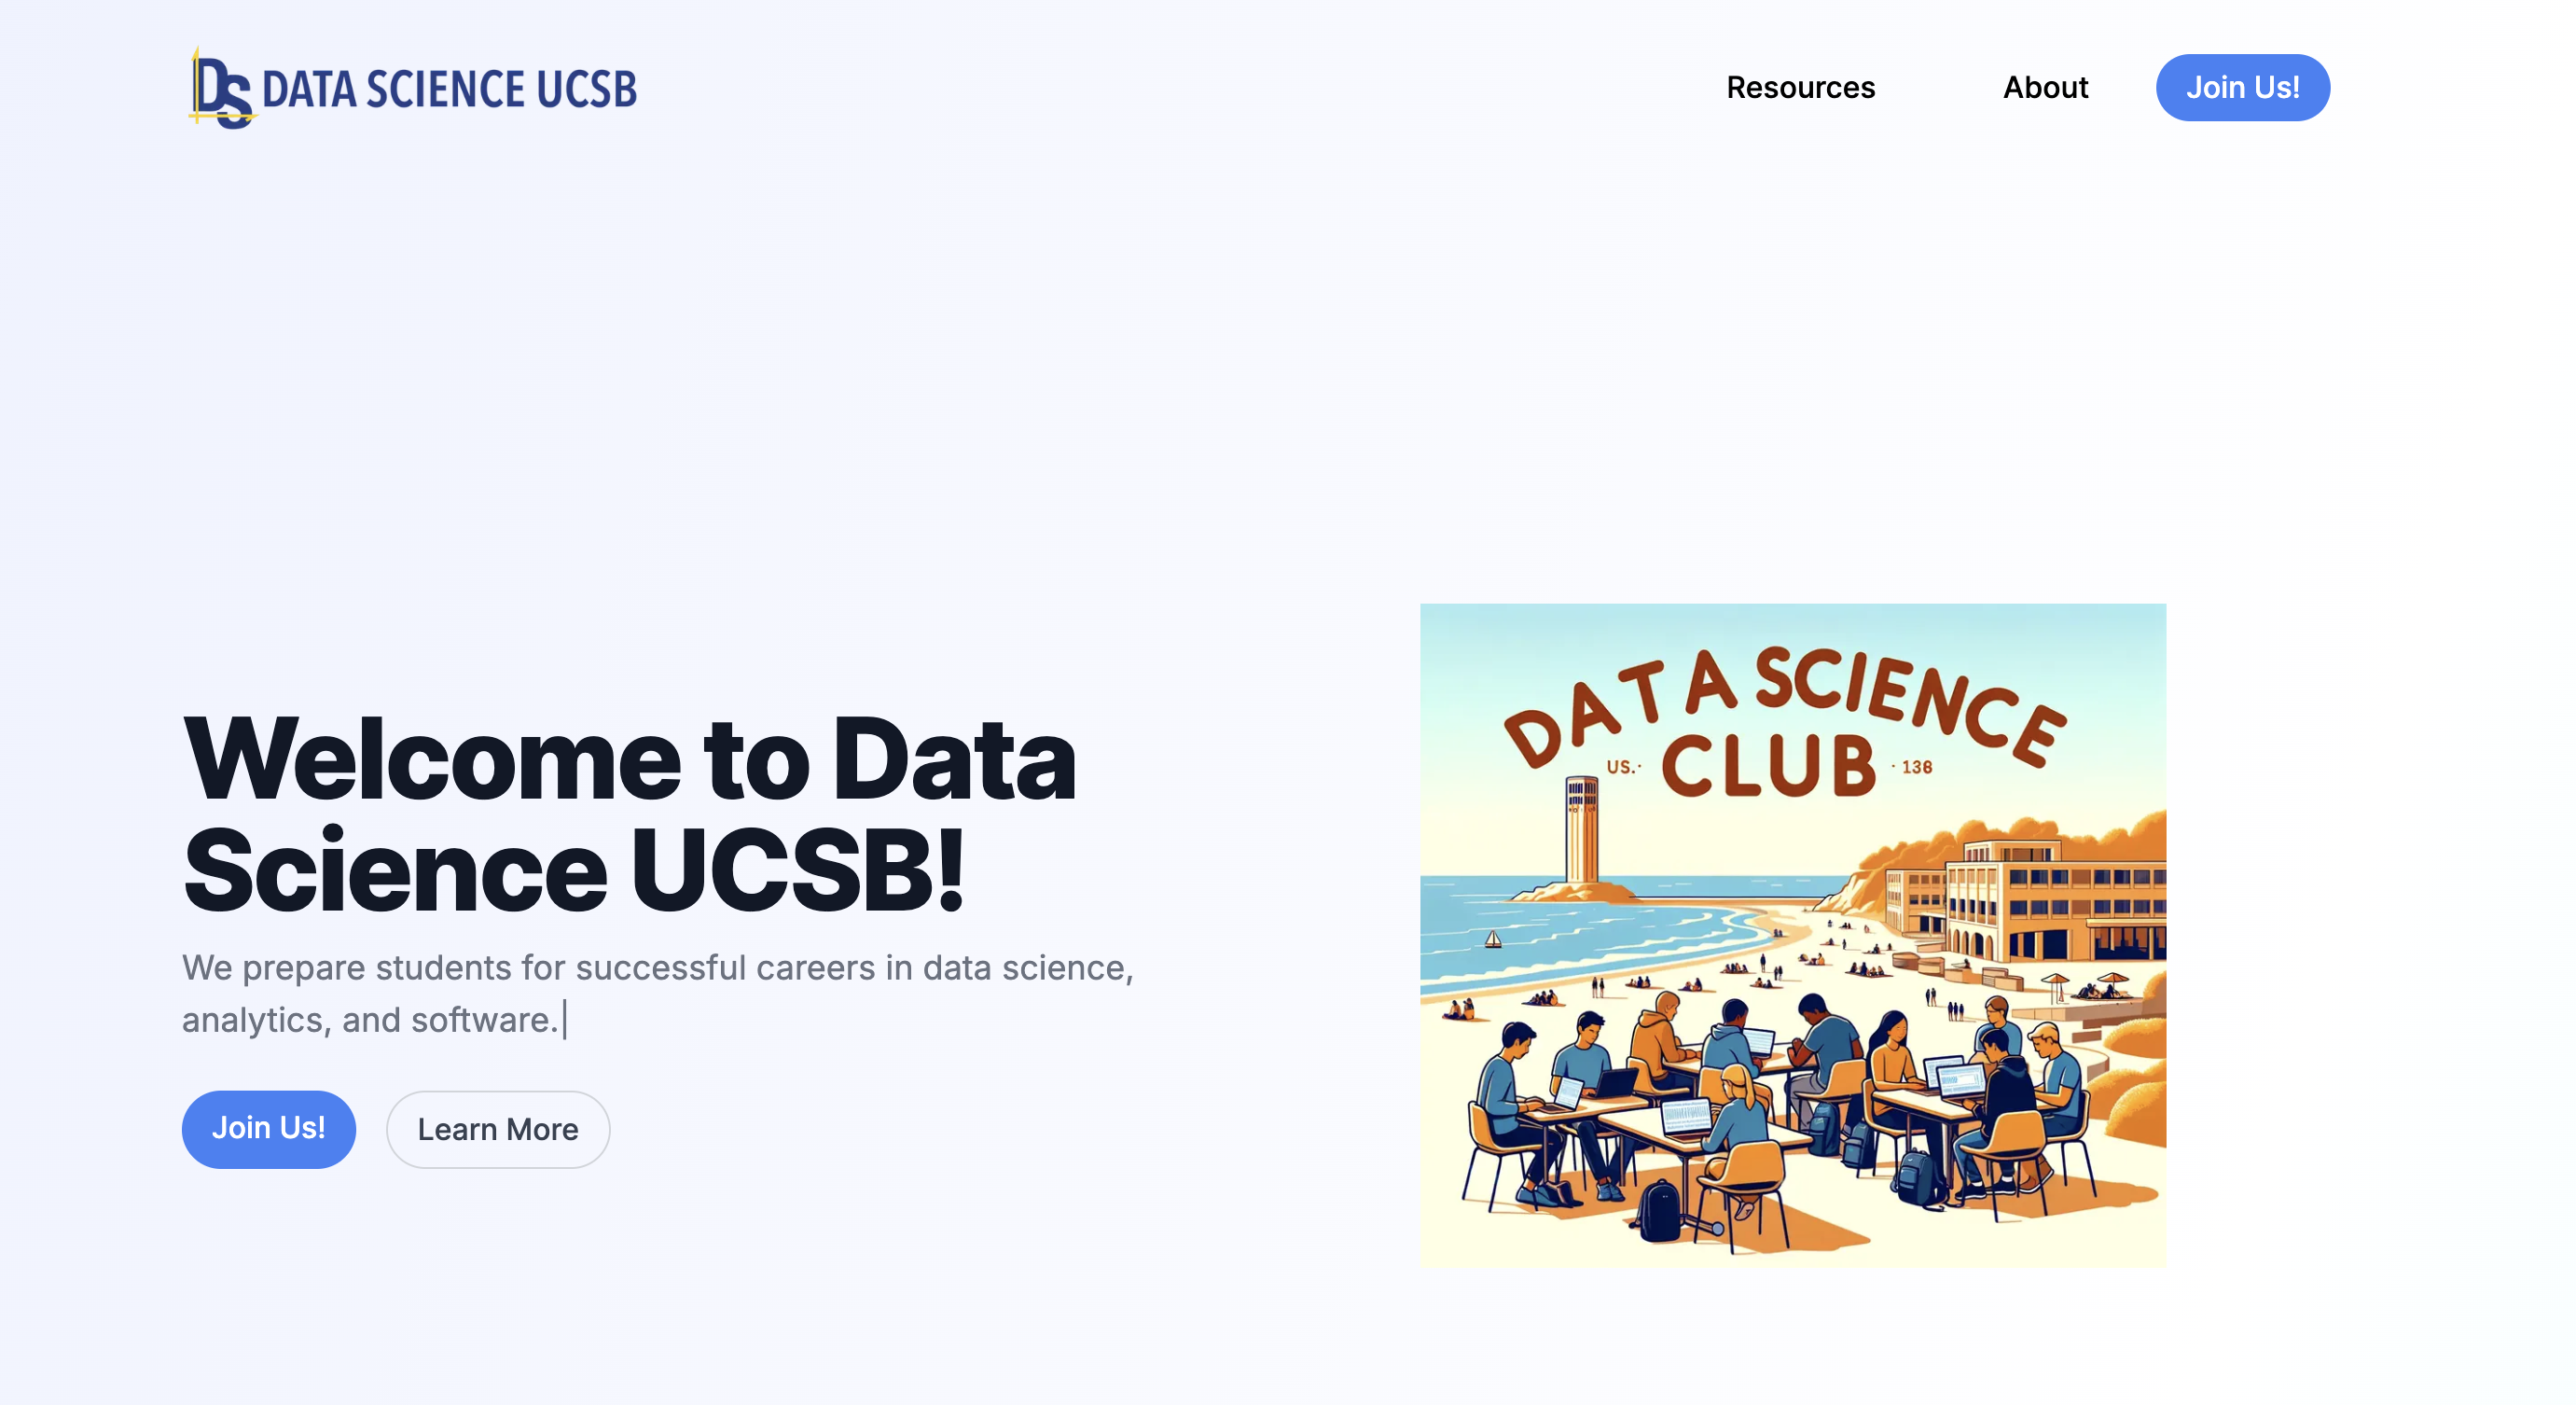 DS DATA SCIENCE UCSB
Resources
About
Join Us!
DATA SCIENCE
US.· CLUB · 138
Welcome to Data
Science UCSB!
We prepare students for successful careers in data science,
analytics, and software.|
Join Us!
Learn More